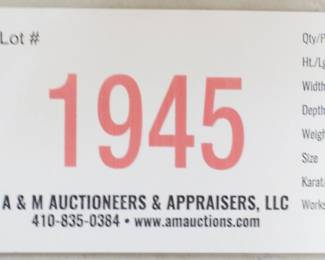 Lot #
1945
A & M AUCTIONEERS & APPRAISERS, LLC
410-835-0384 • www.amauctions.com
Qty/P
Ht./Lg
Width
Depth
Weigh
Size
Karat
Works